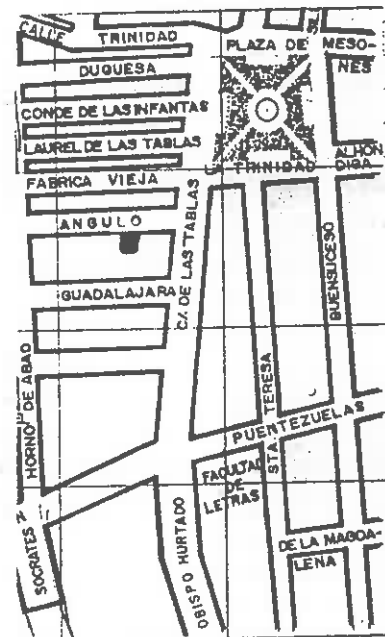 CALLE
TRINIDAD
DUQUESA
CONDE DE LAS INFANTAS
LAUREL DE LAS TABLAS
FABRICA VIEJA
ANGULO
GUADALAJARA
C/. DE LAS TABLAS
PLAZA DE
LA TRINIDAD
MESO-
NES
ALHÓN
DIGA
BUENSUCESO
STA. TERESA
PUENTEZUELAS
FACULTAD
DE
LETRAS
HORNO DE ABAD
SOCRATES
OBISPO HURTADO
DE LA MAGDA-
LENA